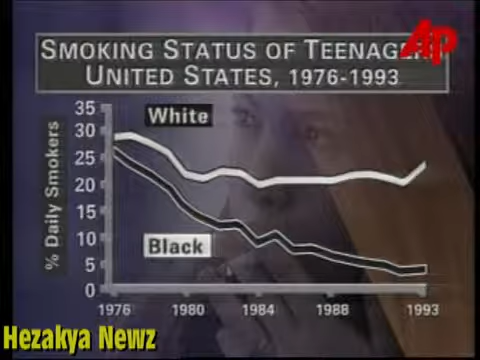 AP
SMOKING STATUS OF TEENAGERS
UNITED STATES, 1976-1993
% Daily Smokers
35
30
25
20
15
10
5
0
White
Black
1976
1980
1984
1988
1993
Hezakya Newz